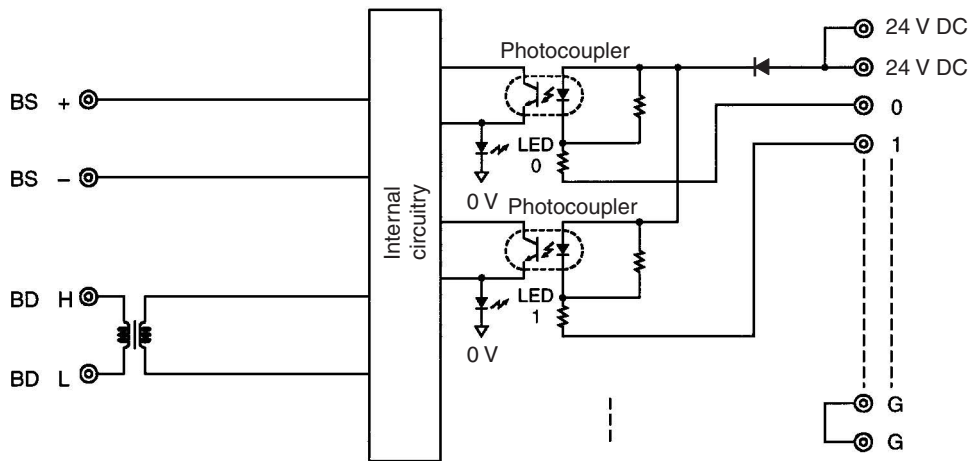 24 V DC
Photocoupler
24 V DC
BS +
0
LED
0
1
BS –
0 V
Photocoupler
Internal
circuitry
BD H
LED
1
0 V
BD L
G
G